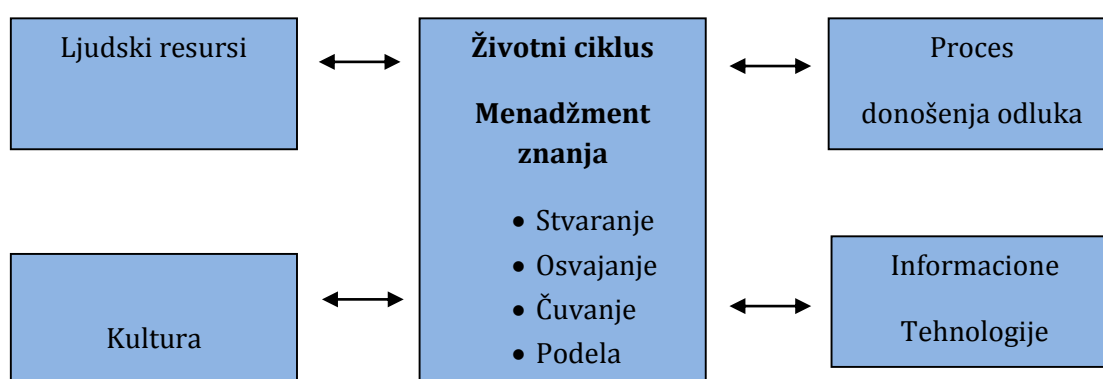 Ljudski resursi
Kultura
Životni ciklus
Menadžment
znanja
• Stvaranje
• Osvajanje
• Čuvanje
• Podela
Proces
donošenja odluka
Informacione
Tehnologije